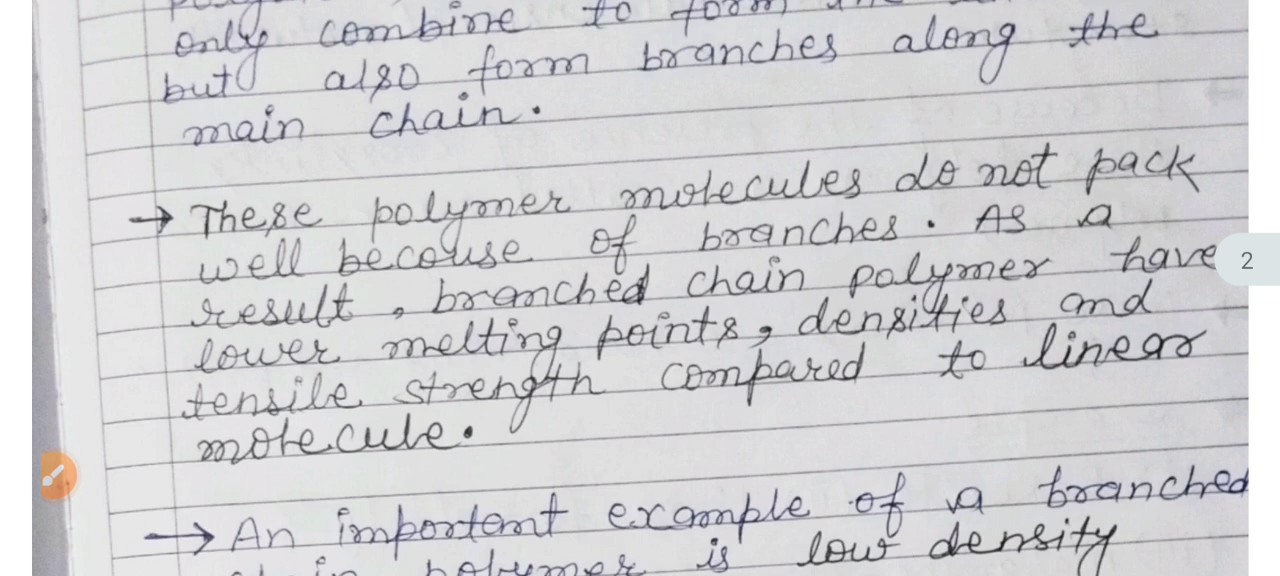 only combine to form
but also form branches along the
main chain.
→ These polymer molecules do not pack
well because of branches. As a
result, branched chain polymer have
lower melting points, densities and
tensile strength compared to linear
molecule.
→ An important example of a branched
chain polymer is low density
2